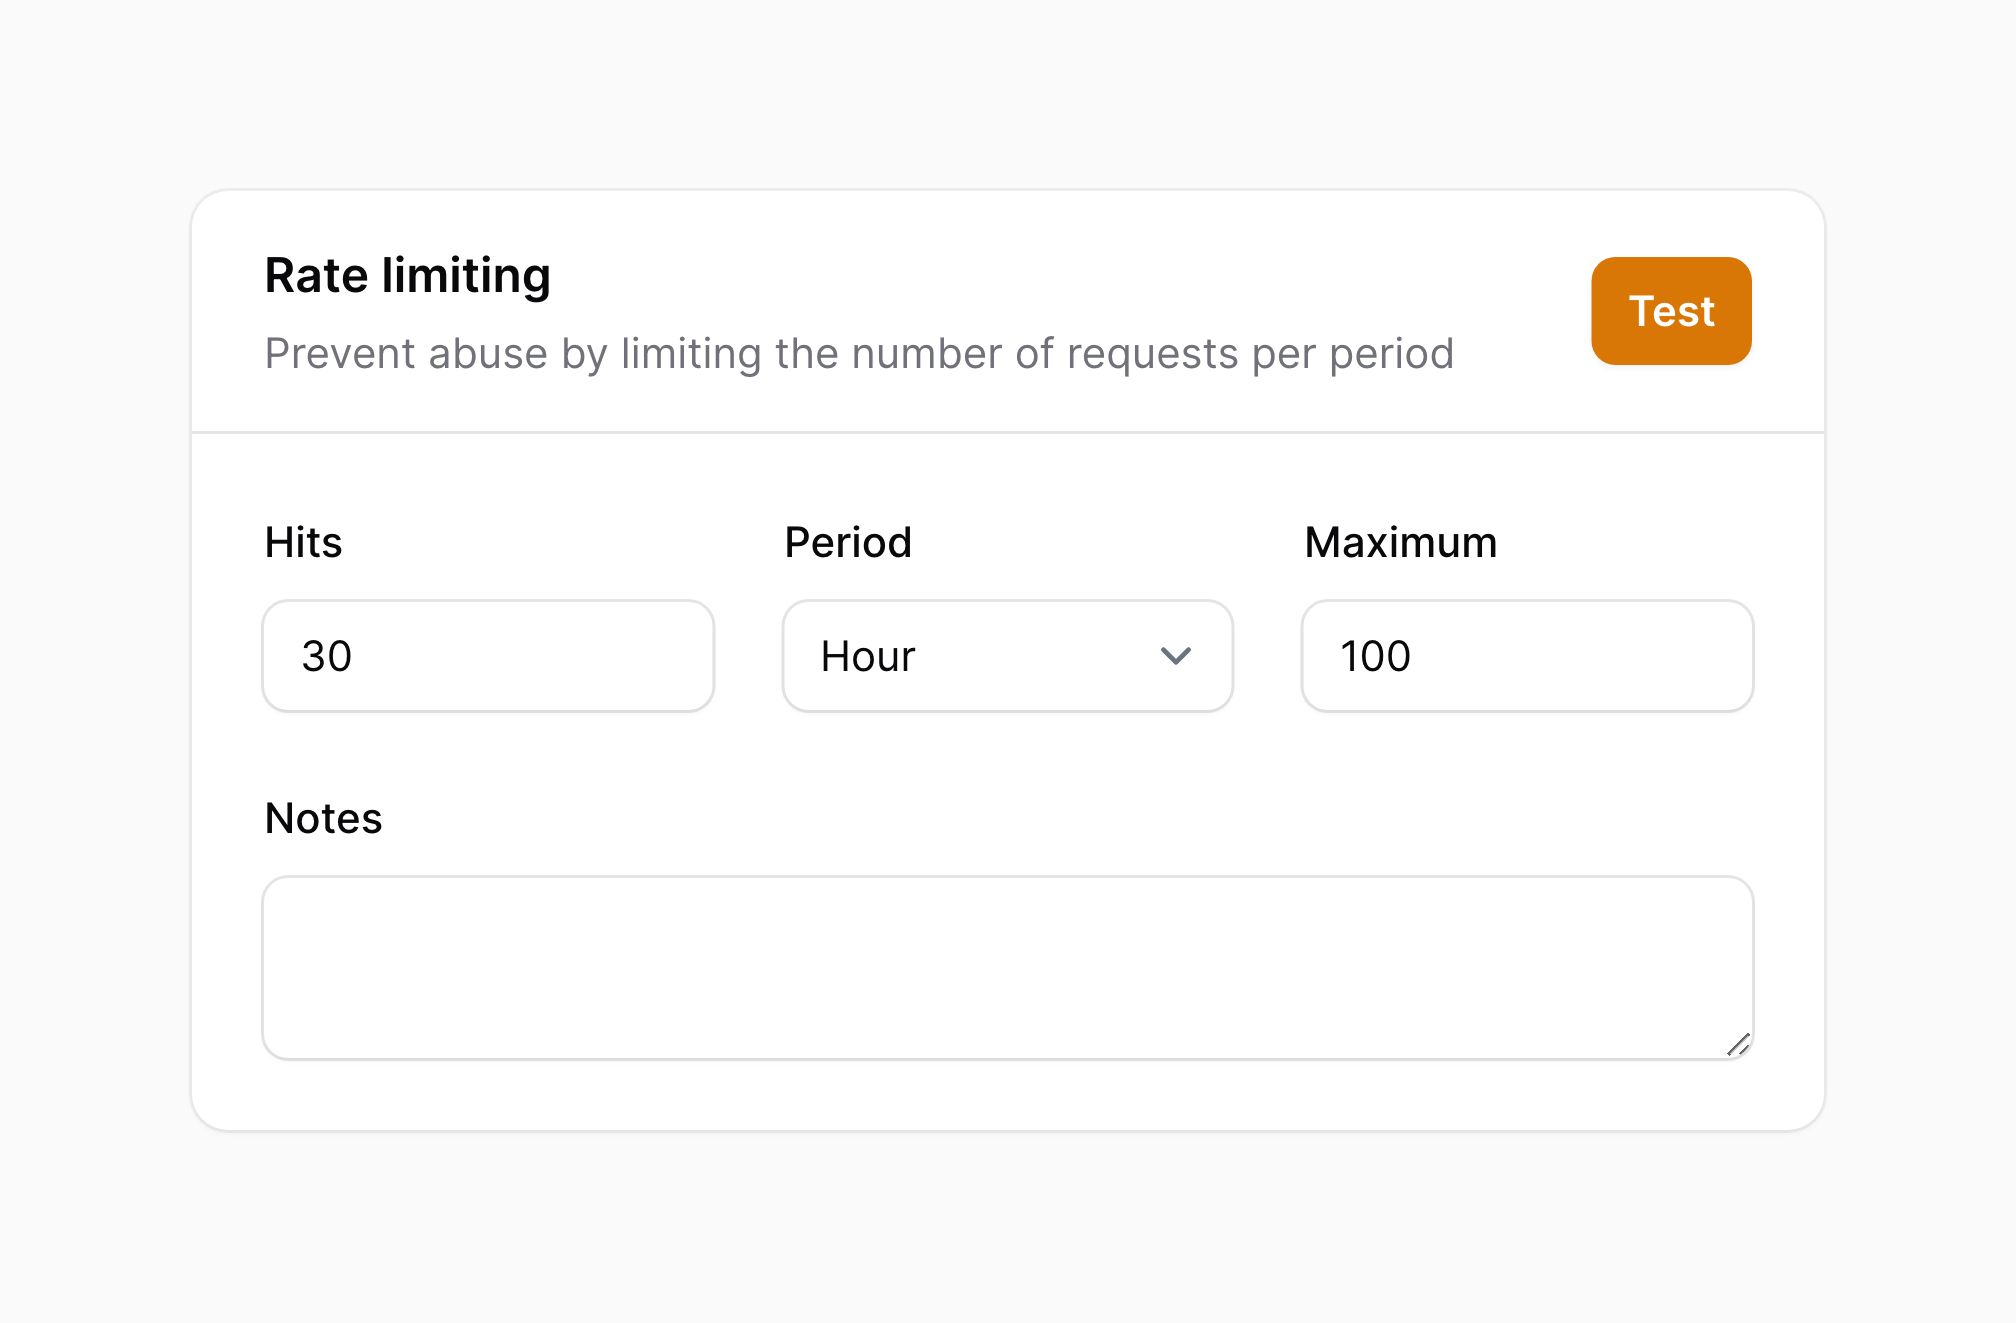 Rate limiting
Prevent abuse by limiting the number of requests per period
Test
Hits
Period
Maximum
30
Hour
100
Notes